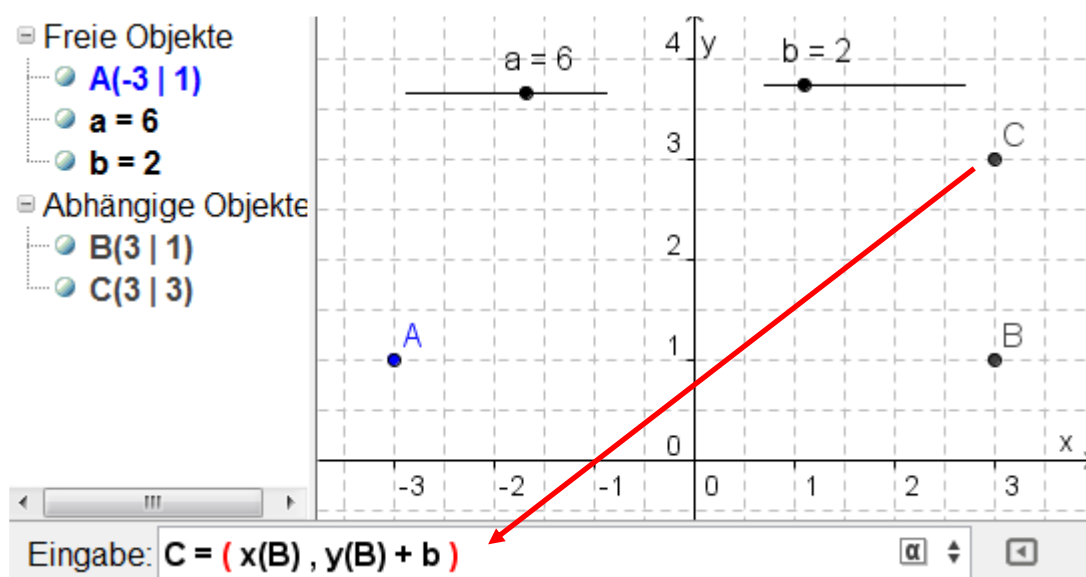 Freie Objekte
A(-3 | 1)
a = 6
b = 2
Abhängige Objekte
B(3 | 1)
C(3 | 3)
a = 6
b = 2
y
4
3
2
1
0
C
A
B
x
-3 -2 -1 0 1 2 3
Eingabe: C = ( x(B) , y(B) + b )
α